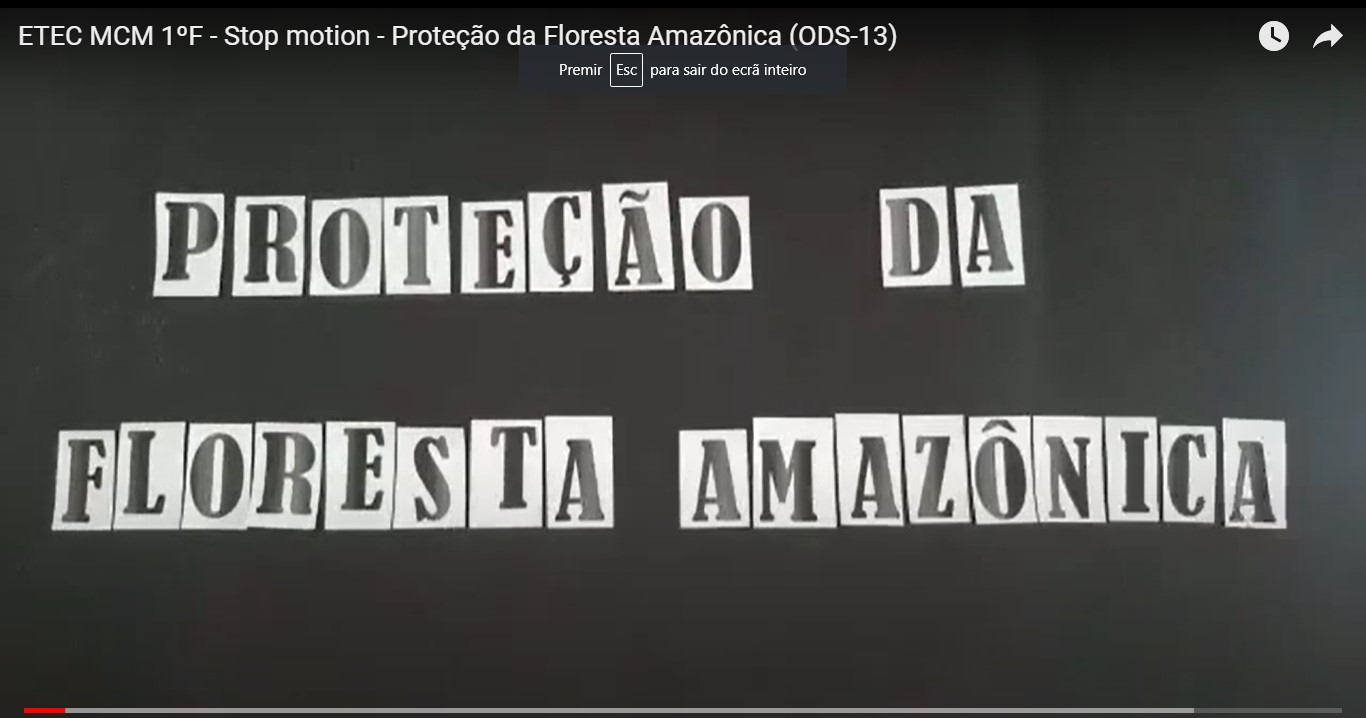 ETEC MCM 1ºF - Stop motion - Proteção da Floresta Amazônica (ODS-13)
Premir Esc para sair do ecrã inteiro
PROTEÇÃO DA
FLORESTA AMAZÔNICA